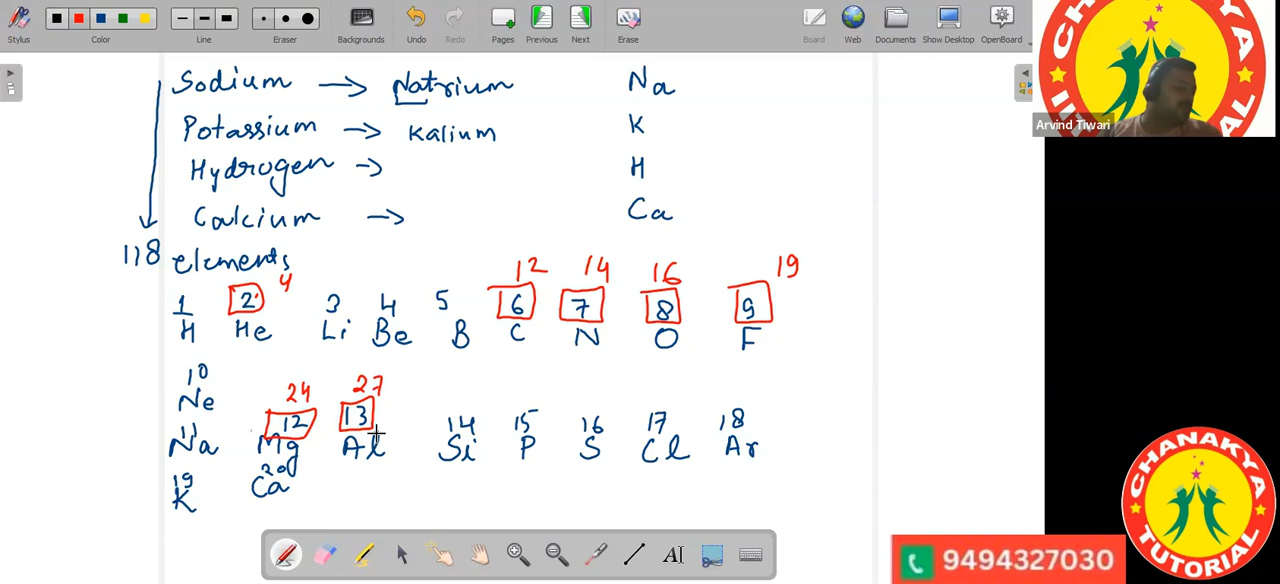 Stylus Color Line Eraser Backgrounds Undo Redo Pages Previous Next Erase Board Web Documents Show Desktop OpenBoard
Sodium → Natrium Na
Potassium → Kalium K
Hydrogen → H
Calcium → Ca
118 elements
4 12 14 16 19
1 2 3 4 5 6 7 8 9
H He Li Be B C N O F
10
Ne
24 27
11 12 13 14 15 16 17 18
Na Mg Al Si P S Cl Ar
19 20
K Ca
Arvind Tiwari
CHANAKYA
TUTORIAL
9494327030